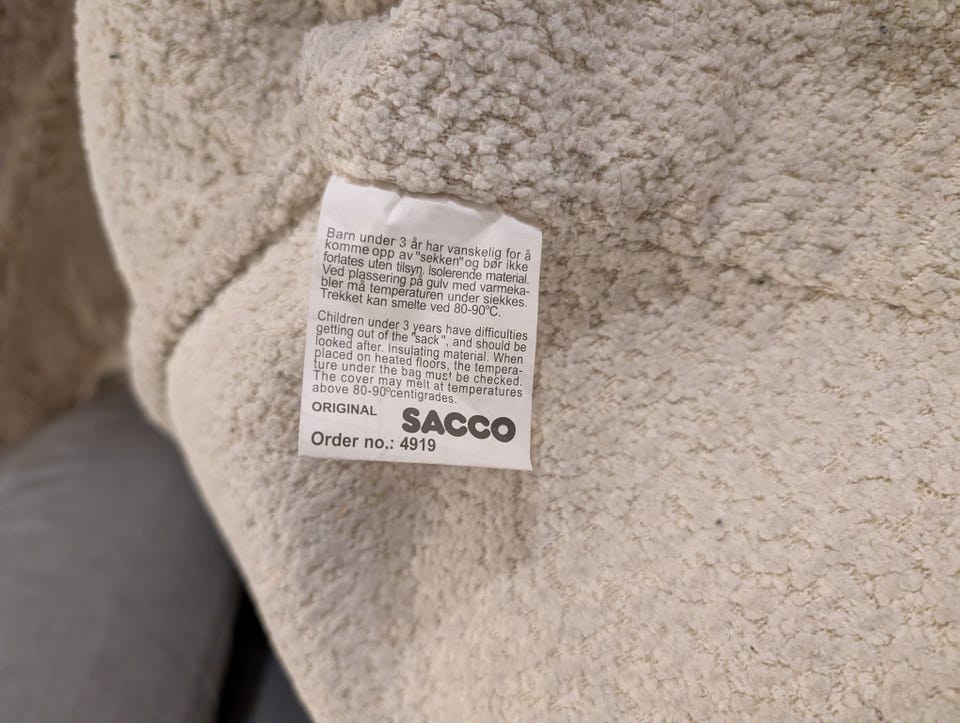 Barn under 3 år har vanskelig for å
komme opp av "sekken" og bør ikke
forlates uten tilsyn. Isolerende material.
Ved plassering på gulv med varmeka-
bler må temperaturen under sjekkes.
Trekket kan smelte ved 80-90°C.
Children under 3 years have difficulties
getting out of the "sack", and should be
looked after. Insulating material. When
placed on heated floors, the tempera-
ture under the bag must be checked.
The cover may melt at temperatures
above 80-90°centigrades.
ORIGINAL SACCO
Order no.: 4919